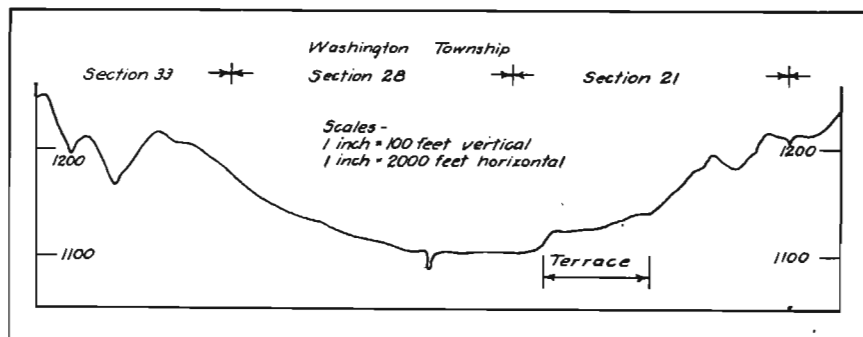 Washington Township
Section 33
Section 28
Section 21
Scales-
1 inch = 100 feet vertical
1 inch = 2000 feet horizontal
1200
1200
1100
1100
Terrace